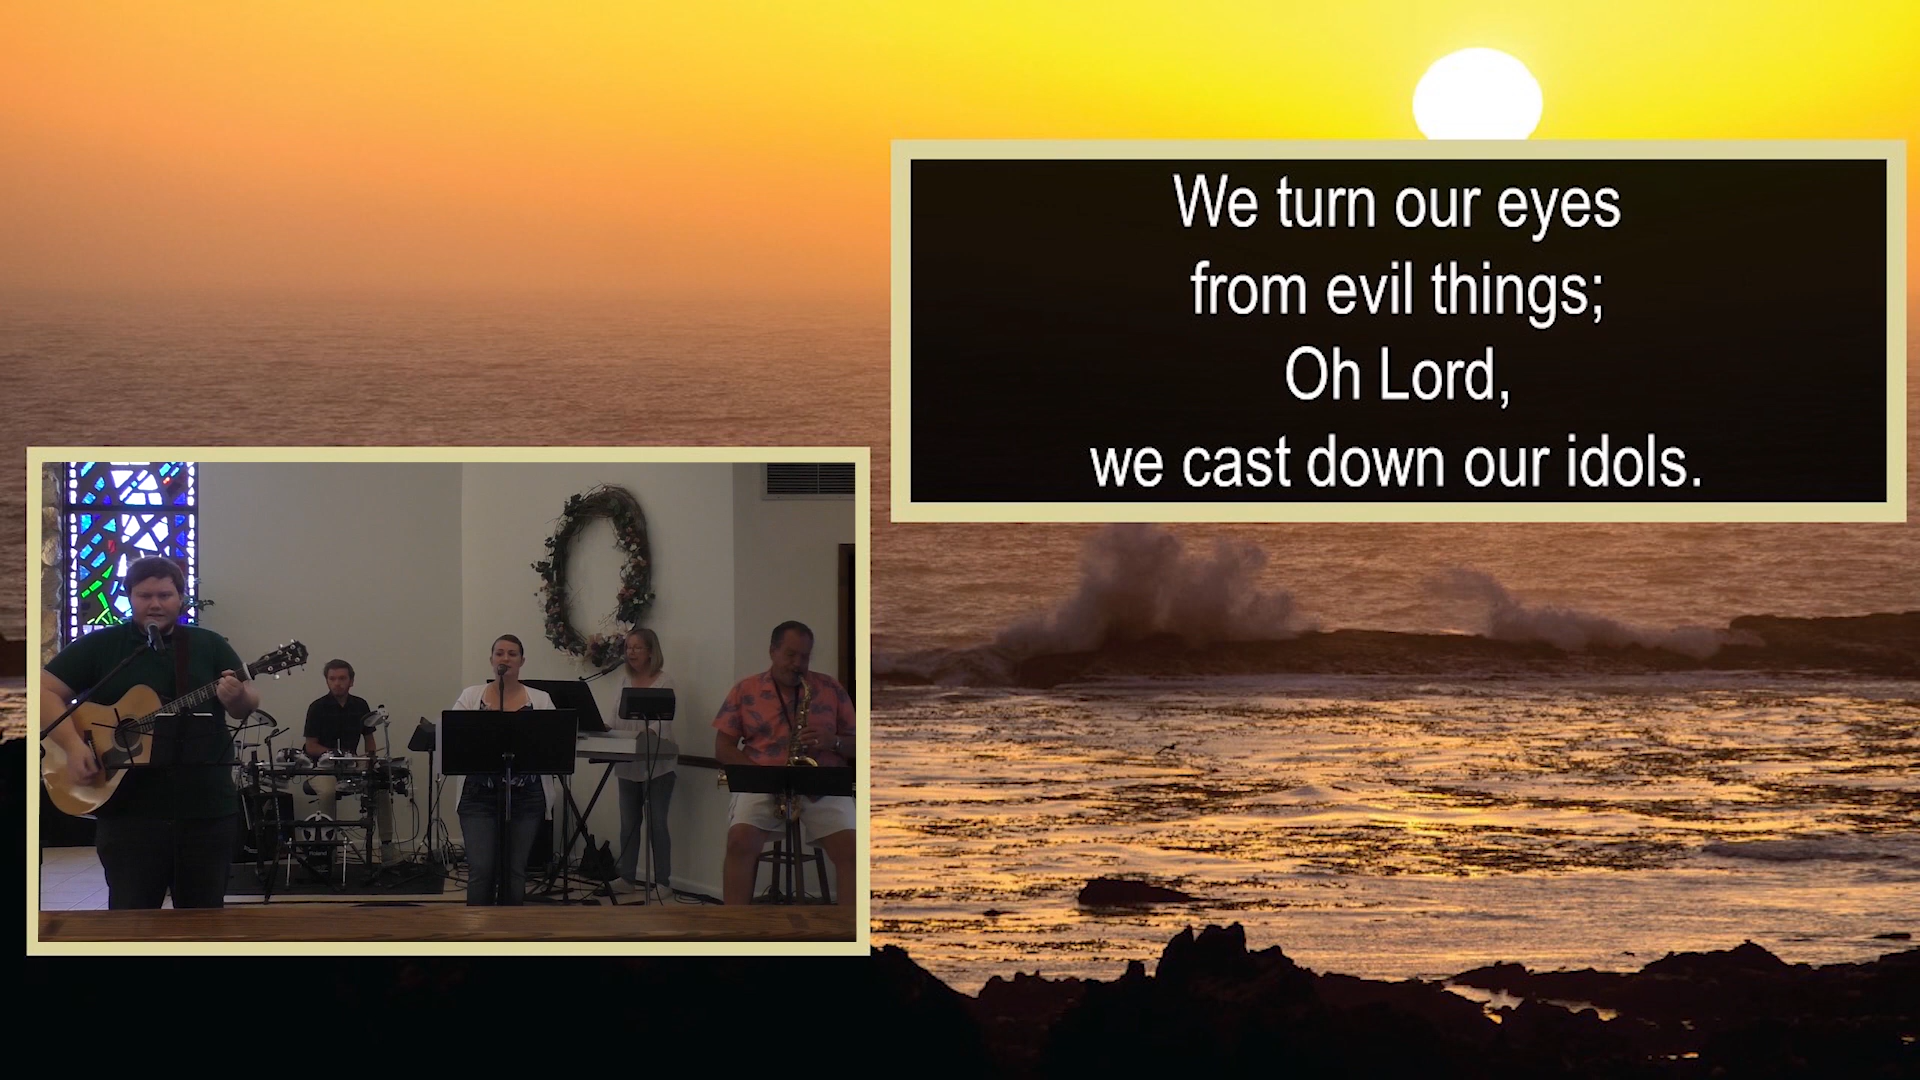 We turn our eyes
from evil things;
Oh Lord,
we cast down our idols.